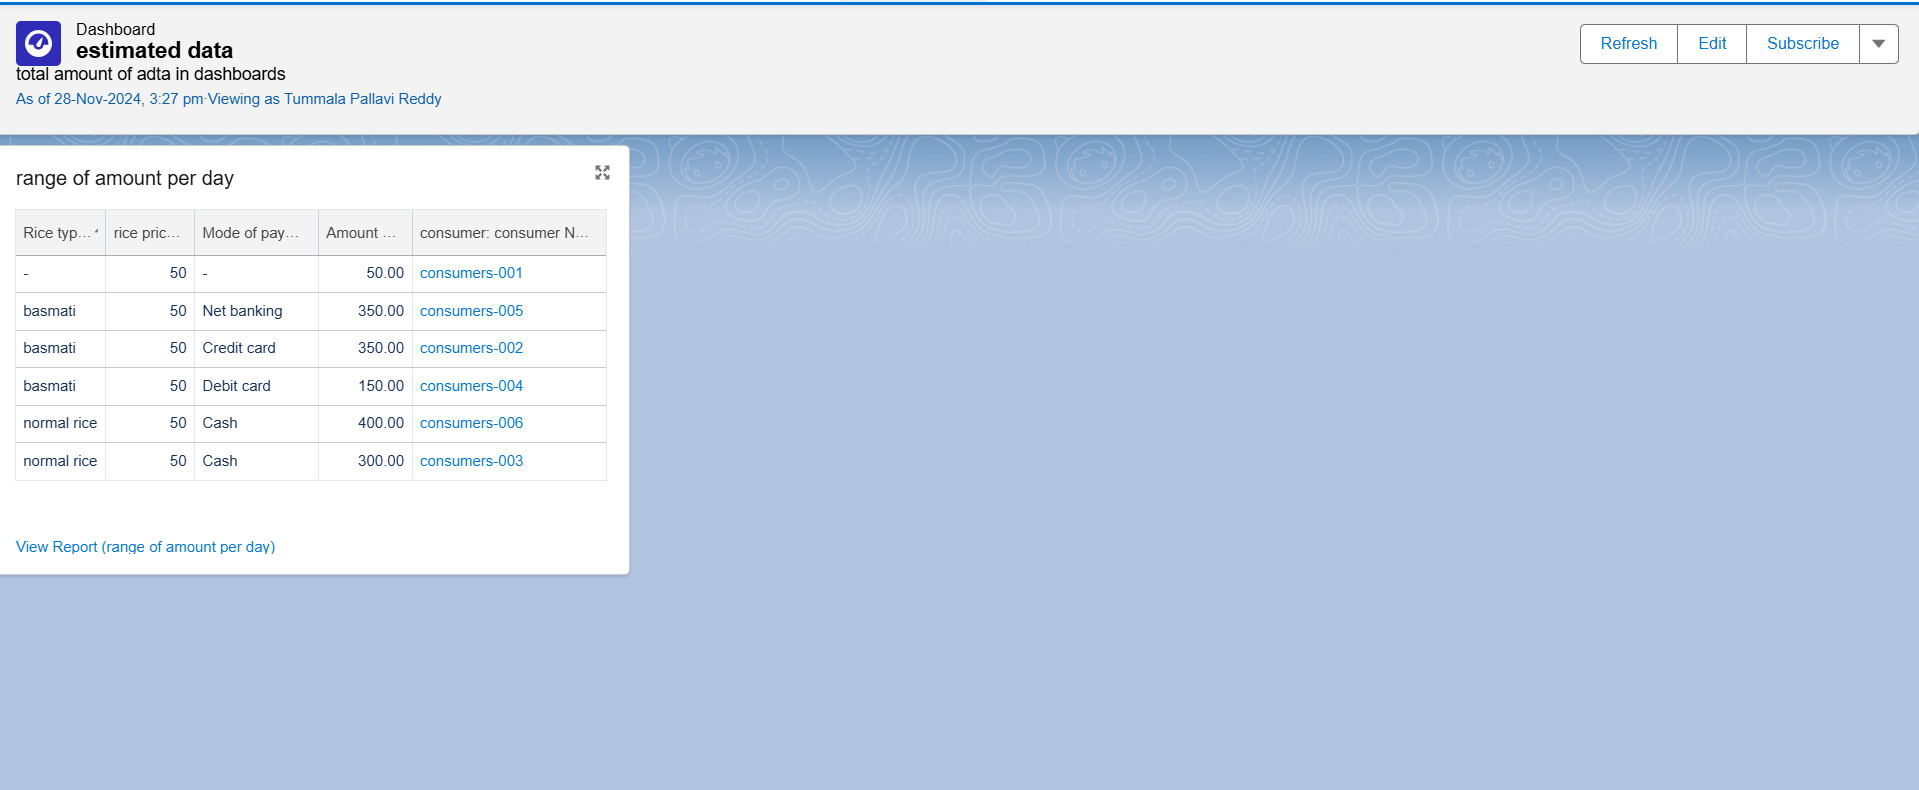 Dashboard
estimated data
total amount of adta in dashboards
As of 28-Nov-2024, 3:27 pm·Viewing as Tummala Pallavi Reddy
Refresh Edit Subscribe
range of amount per day
Rice typ... rice pric... Mode of pay... Amount ... consumer: consumer N...
- 50 - 50.00 consumers-001
basmati 50 Net banking 350.00 consumers-005
basmati 50 Credit card 350.00 consumers-002
basmati 50 Debit card 150.00 consumers-004
normal rice 50 Cash 400.00 consumers-006
normal rice 50 Cash 300.00 consumers-003
View Report (range of amount per day)